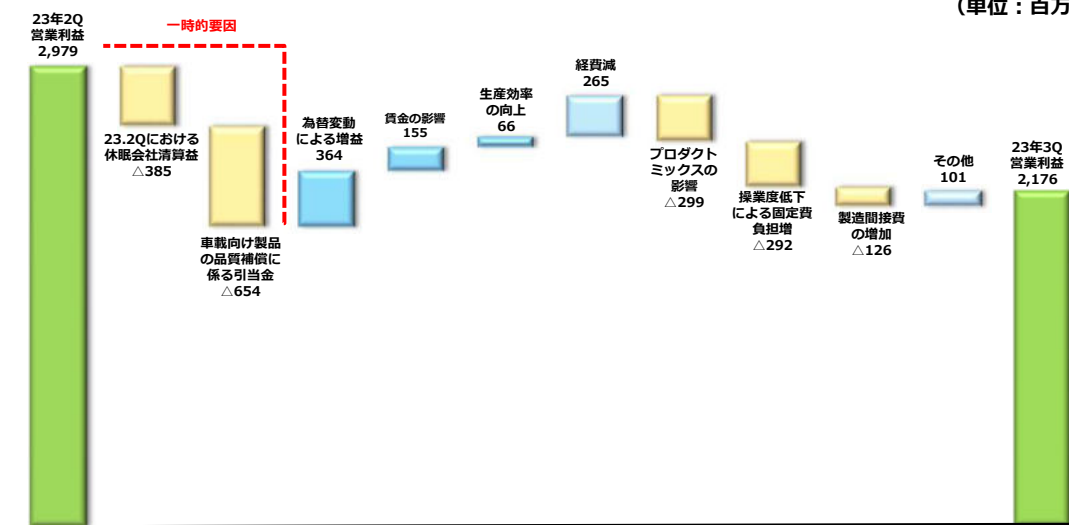 (単位：百万
23年2Q
営業利益
2,979
一時的要因
23.2Qにおける
休眠会社清算益
△385
車載向け製品
の品質補償に
係る引当金
△654
為替変動
による増益
364
賃金の影響
155
生産効率
の向上
66
経費減
265
プロダクト
ミックスの
影響
△299
操業度低下
による固定費
負担増
△292
製造間接費
の増加
△126
その他
101
23年3Q
営業利益
2,176